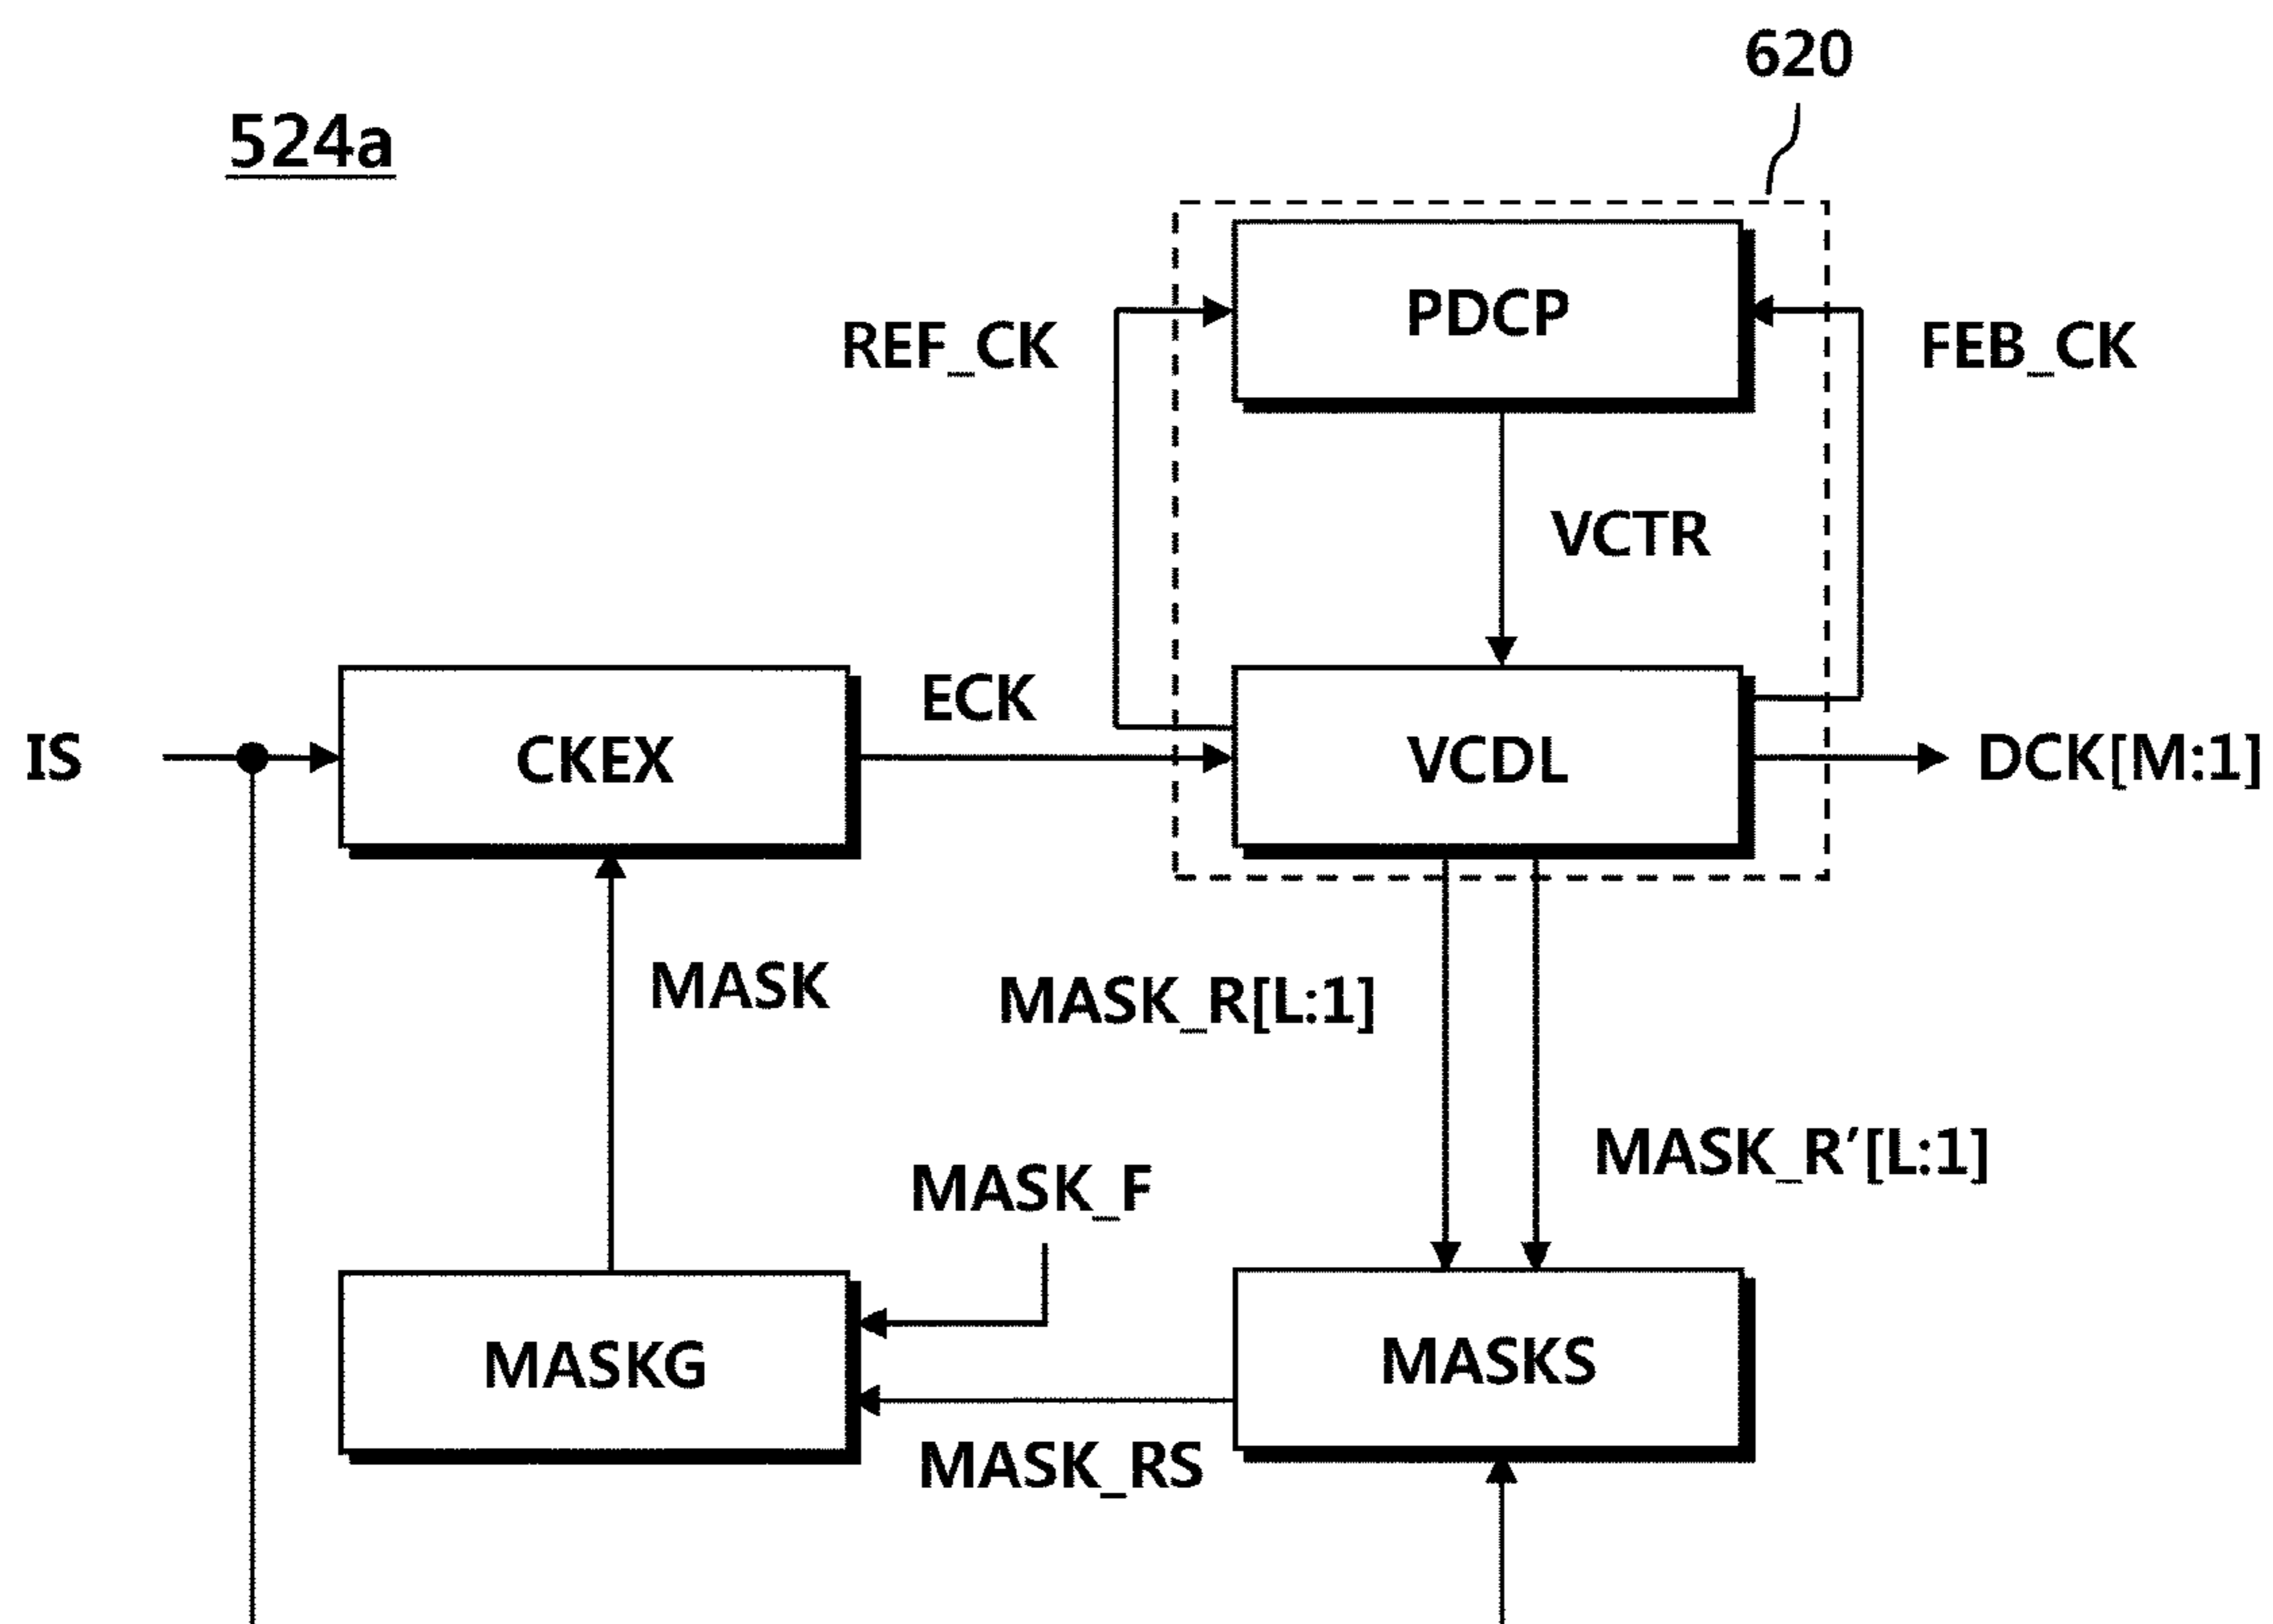 620
524a
PDCP
REF_CK
FEB_CK
VCTR
ECK
IS
CKEX
VCDL
DCK[M:1]
MASK
MASK_R[L:1]
MASK_R′[L:1]
MASK_F
MASKG
MASKS
MASK_RS